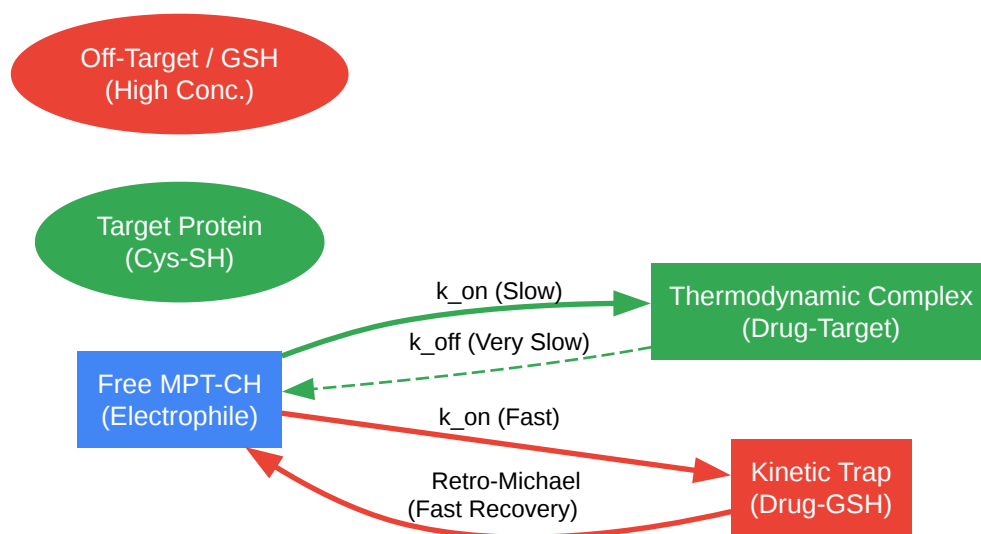 Off-Target / GSH
(High Conc.)
Target Protein
(Cys-SH)
k_on (Slow)
Thermodynamic Complex
(Drug-Target)
k_off (Very Slow)
Free MPT-CH
(Electrophile)
k_on (Fast)
Retro-Michael
(Fast Recovery)
Kinetic Trap
(Drug-GSH)